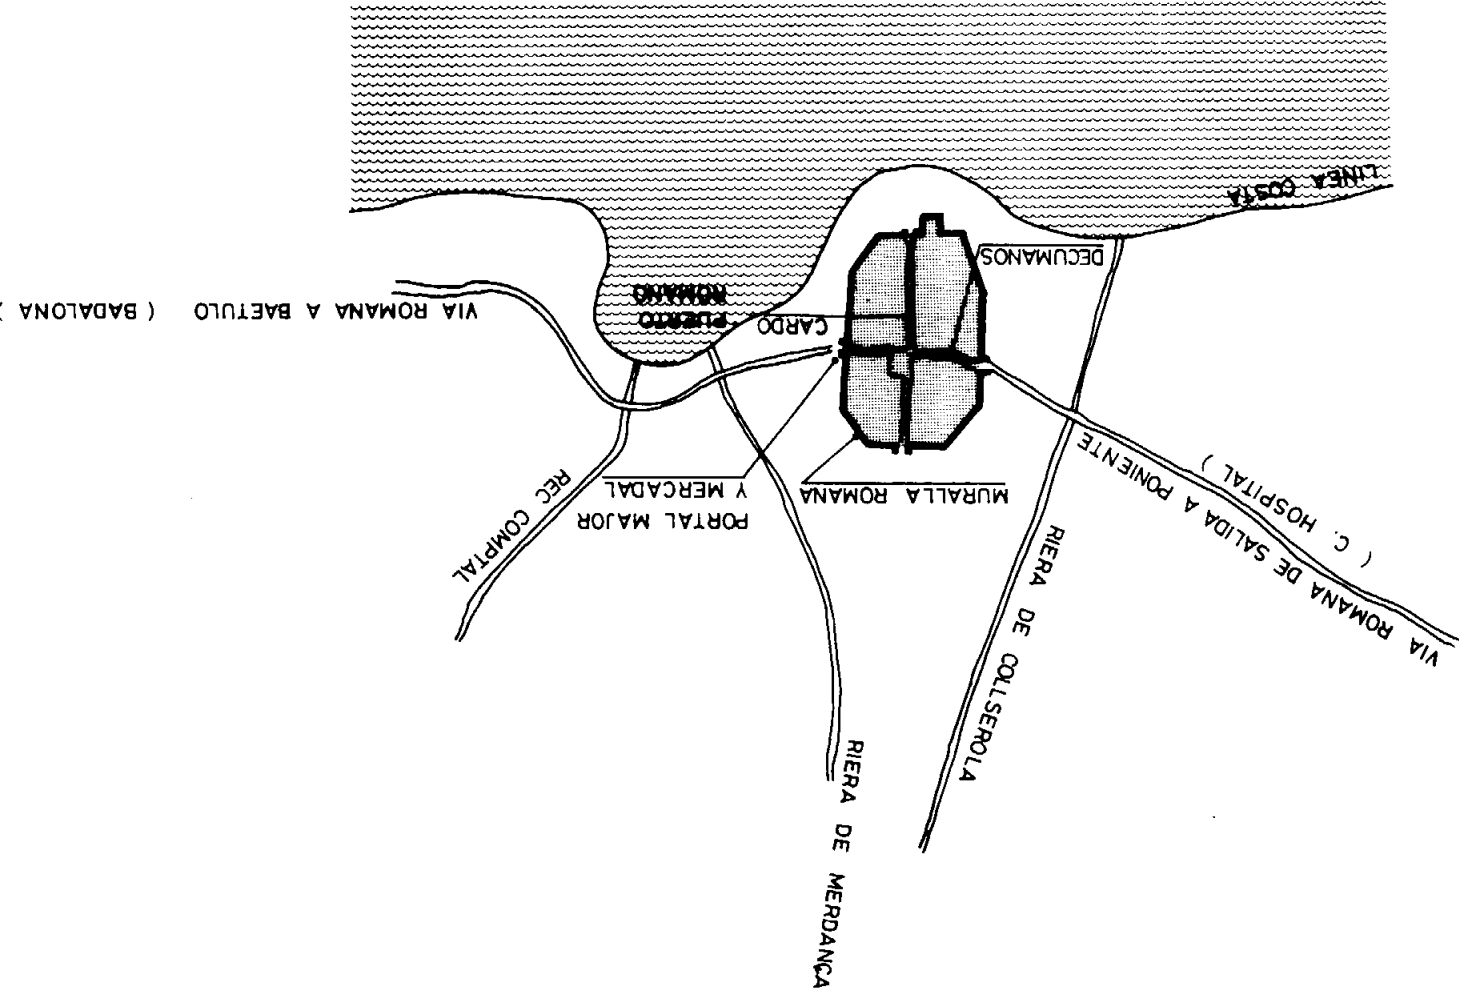 RIERA DE MERDANÇA
RIERA DE COLLSEROLA
VIA ROMANA DE SALIDA A PONIENTE
( C. HOSPITAL )
REC COMPTAL
PORTAL MAJOR
Y MERCADAL
MURALLA ROMANA
CARDO
PUERTO
ROMANO
VIA ROMANA A BAETULO ( BADALONA )
DECUMANOS
LINEA COSTA